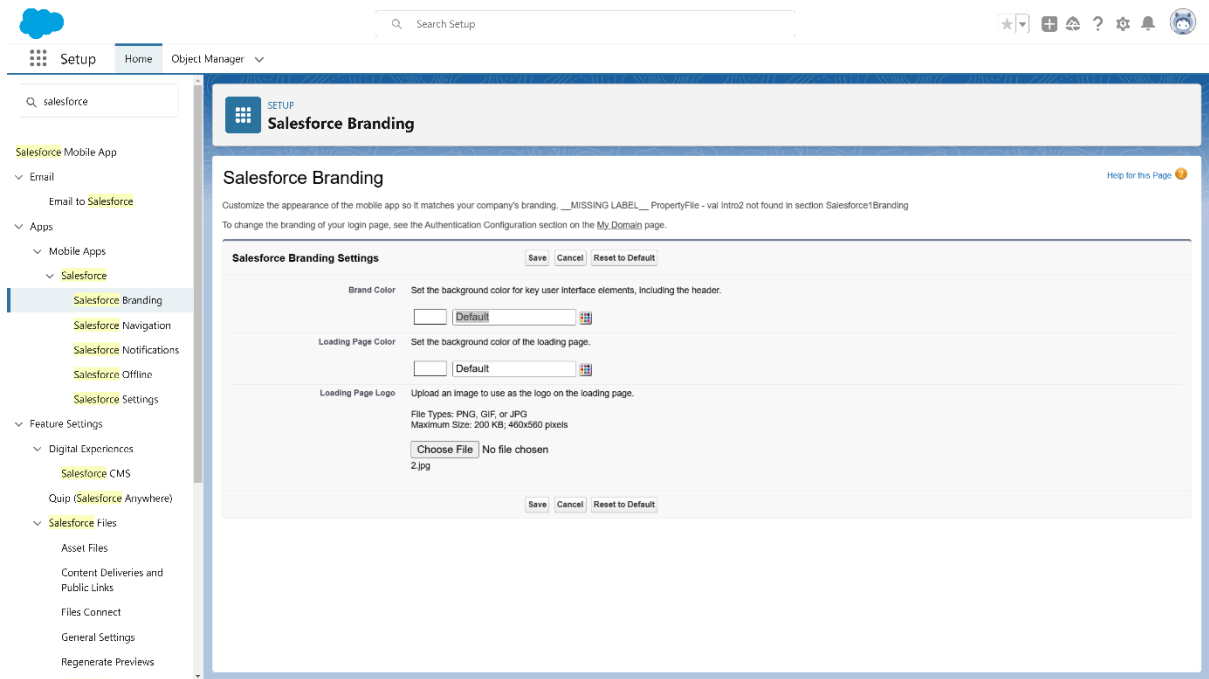 Search Setup
Setup
Home
Object Manager
salesforce
Salesforce Mobile App
Email
Email to Salesforce
Apps
Mobile Apps
Salesforce
Salesforce Branding
Salesforce Navigation
Salesforce Notifications
Salesforce Offline
Salesforce Settings
Feature Settings
Digital Experiences
Salesforce CMS
Quip (Salesforce Anywhere)
Salesforce Files
Asset Files
Content Deliveries and
Public Links
Files Connect
General Settings
Regenerate Previews
SETUP
Salesforce Branding
Salesforce Branding
Help for this Page ?
Customize the appearance of the mobile app so it matches your company's branding. __MISSING LABEL__ PropertyFile - val Intro2 not found in section Salesforce1Branding
To change the branding of your login page, see the Authentication Configuration section on the My Domain page.
Salesforce Branding Settings
Save Cancel Reset to Default
Brand Color Set the background color for key user interface elements, including the header.
Default
Loading Page Color Set the background color of the loading page.
Default
Loading Page Logo Upload an image to use as the logo on the loading page.
File Types: PNG, GIF, or JPG
Maximum Size: 200 KB; 460x560 pixels
Choose File No file chosen
2.jpg
Save Cancel Reset to Default